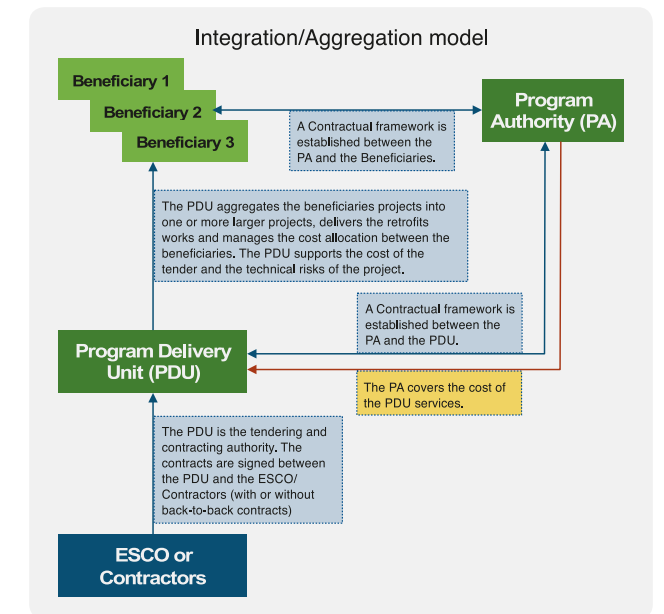 Integration/Aggregation model
Beneficiary 1
Beneficiary 2
Beneficiary 3
Program
Authority (PA)
A Contractual framework is
established between the
PA and the Beneficiaries.
The PDU aggregates the beneficiaries projects into
one or more larger projects, delivers the retrofits
works and manages the cost allocation between the
beneficiaries. The PDU supports the cost of the
tender and the technical risks of the project.
A Contractual framework is
established between the
PA and the PDU.
Program Delivery
Unit (PDU)
The PA covers the cost of
the PDU services.
The PDU is the tendering and
contracting authority. The
contracts are signed between
the PDU and the ESCO/
Contractors (with or without
back-to-back contracts)
ESCO or
Contractors